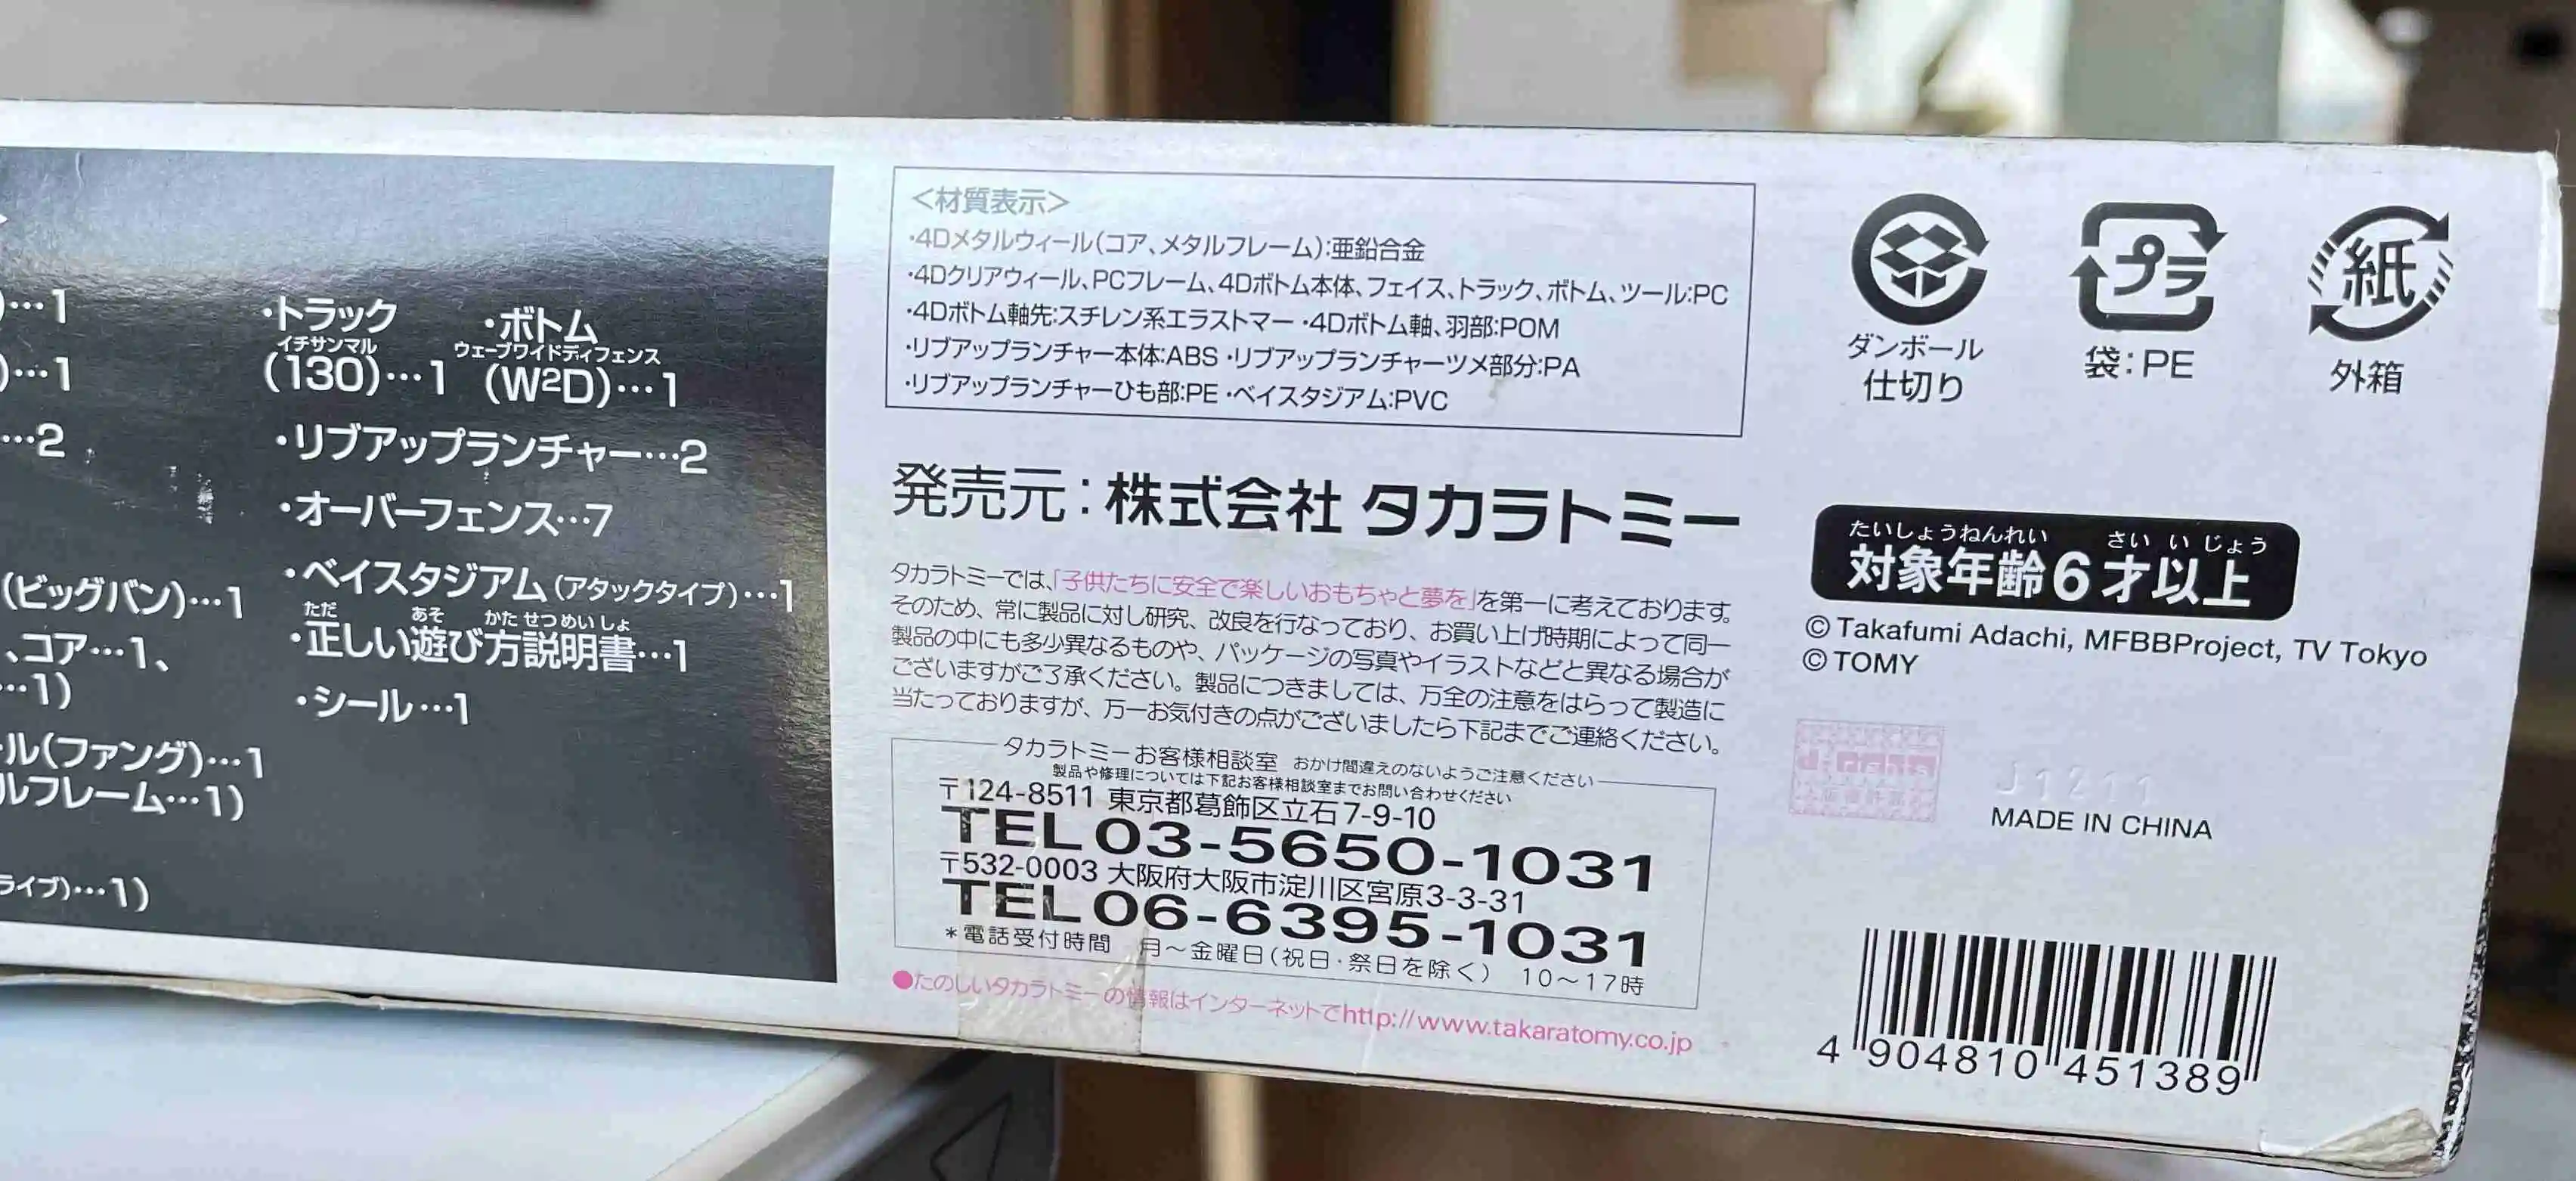 )…1
)…1
…2
(ビッグバン)…1
、コア…1、
…1)
ル(ファング)…1
ルフレーム…1)
ライブ)…1)
・トラック ・ボトム
イチサンマル ウェーブワイドディフェンス
(130)…1 (W²D)…1
・リブアップランチャー…2
・オーバーフェンス…7
・ベイスタジアム(アタックタイプ)…1
ただ あそ かた せつめいしょ
・正しい遊び方説明書…1
・シール…1
<材質表示>
・4Dメタルウィール(コア、メタルフレーム):亜鉛合金
・4Dクリアウィール、PCフレーム、4Dボトム本体、フェイス、トラック、ボトム、ツール:PC
・4Dボトム軸先:スチレン系エラストマー ・4Dボトム軸、羽部:POM
・リブアップランチャー本体:ABS ・リブアップランチャーツメ部分:PA
・リブアップランチャーひも部:PE ・ベイスタジアム:PVC
発売元:株式会社 タカラトミー
タカラトミーでは、「子供たちに安全で楽しいおもちゃと夢を」を第一に考えております。
そのため、常に製品に対し研究、改良を行なっており、お買い上げ時期によって同一
製品の中にも多少異なるものや、パッケージの写真やイラストなどと異なる場合が
ございますがご了承ください。製品につきましては、万全の注意をはらって製造に
当たっておりますが、万一お気付きの点がございましたら下記までご連絡ください。
タカラトミーお客様相談室 おかけ間違えのないようご注意ください
製品や修理については下記お客様相談室までお問い合わせください
〒124-8511 東京都葛飾区立石7-9-10
TEL 03-5650-1031
〒532-0003 大阪府大阪市淀川区宮原3-3-31
TEL 06-6395-1031
*電話受付時間 月~金曜日(祝日・祭日を除く) 10~17時
●たのしいタカラトミーの情報はインターネットでhttp://www.takaratomy.co.jp
プラ 紙
ダンボール
仕切り
袋:PE
外箱
たいしょうねんれい さい いじょう
対象年齢6才以上
© Takafumi Adachi, MFBBProject, TV Tokyo
© TOMY
J1211
MADE IN CHINA
4 904810 451389